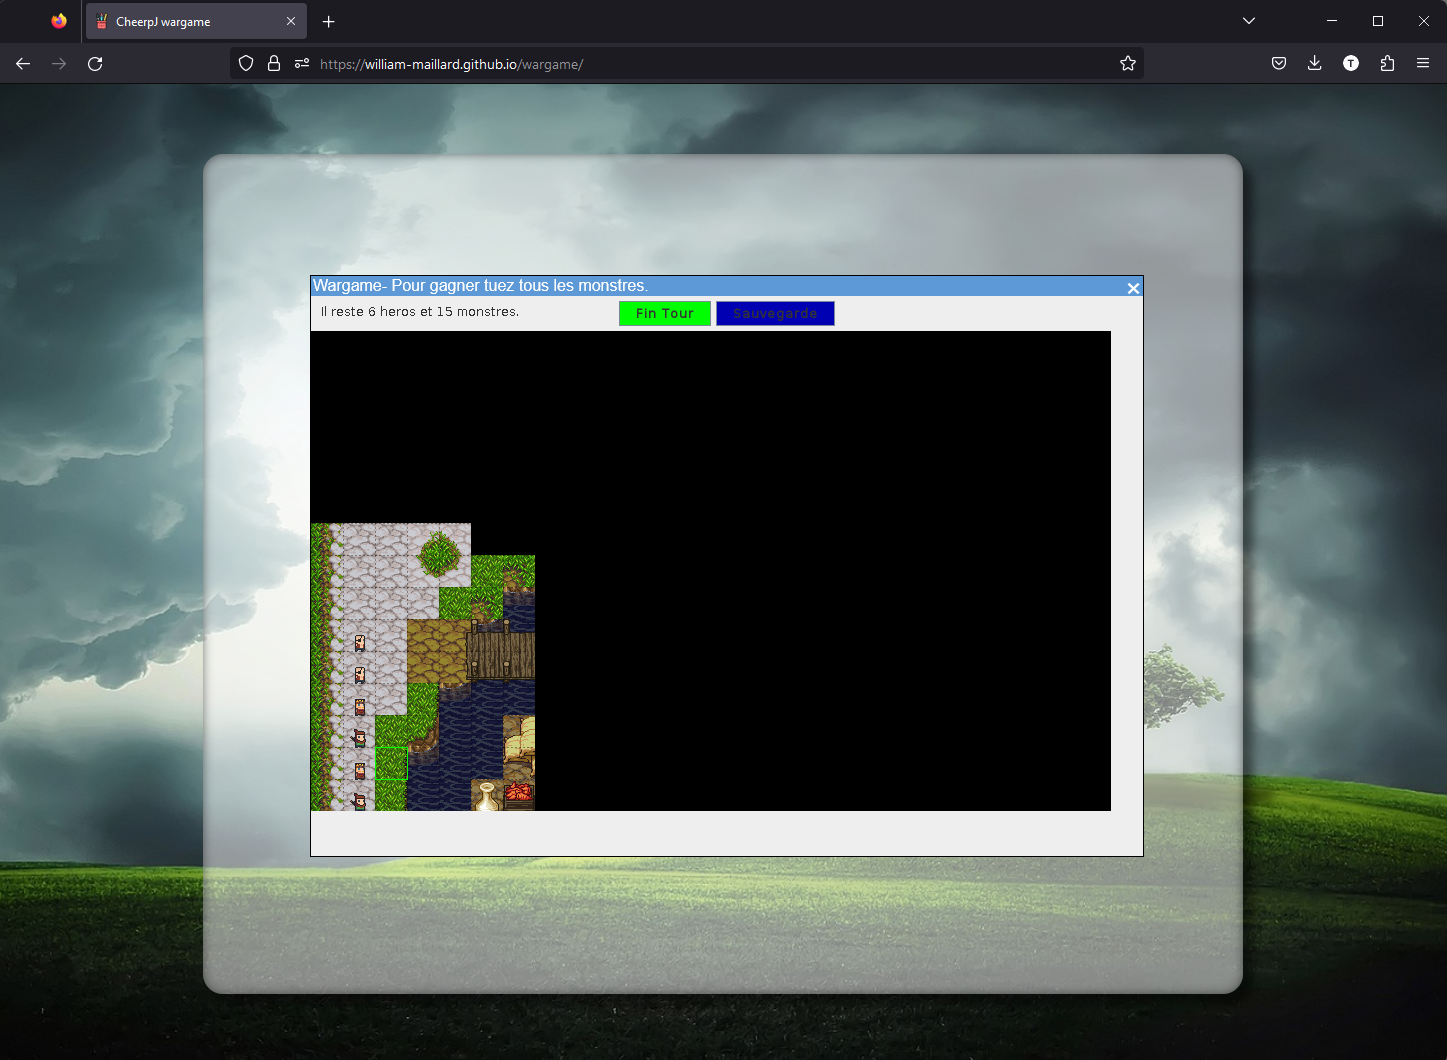 CheerpJ wargame
https://william-maillard.github.io/wargame/
T
Wargame- Pour gagner tuez tous les monstres.
Il reste 6 heros et 15 monstres.
Fin Tour
Sauvegarde